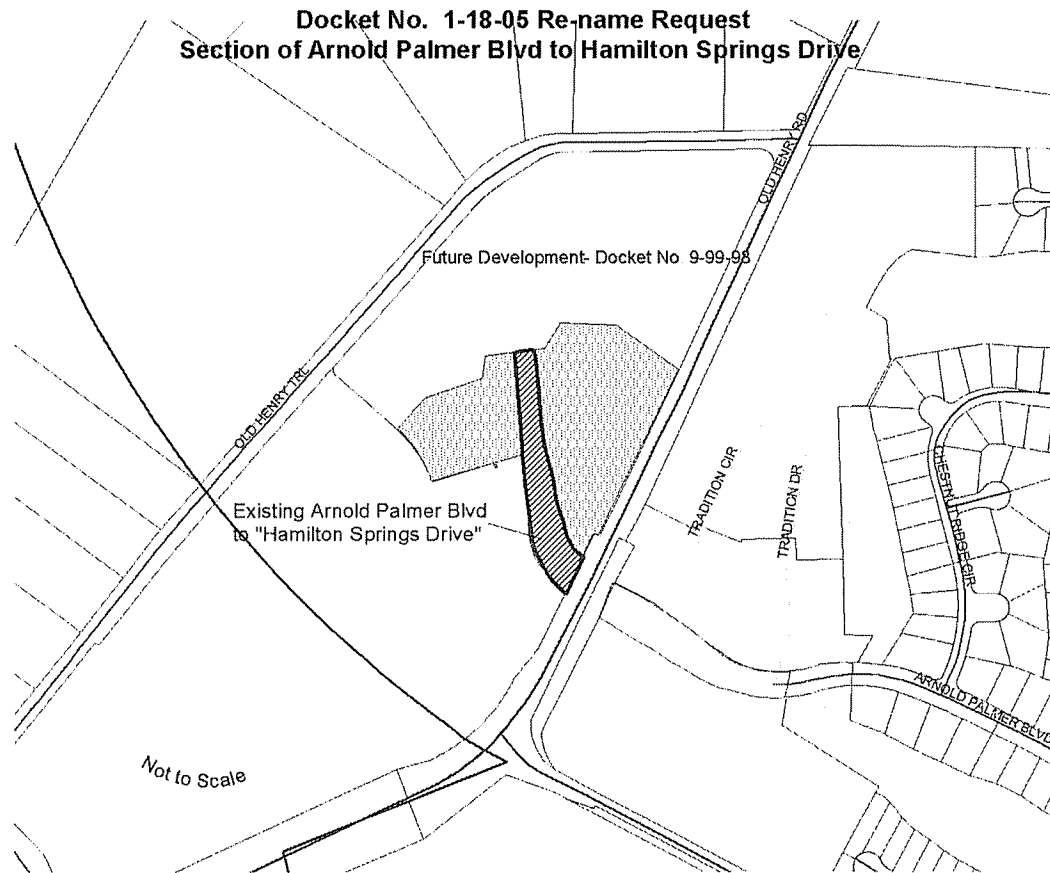 Docket No. 1-18-05 Re-name Request
Section of Arnold Palmer Blvd to Hamilton Springs Drive
OLD HENRY RD
Future Development- Docket No 9-99-98
OLD HENRY TRL
Existing Arnold Palmer Blvd
to "Hamilton Springs Drive"
TRADITION CIR
TRADITION DR
CHESTNUT RIDGE CIR
ARNOLD PALMER BLVD
Not to Scale